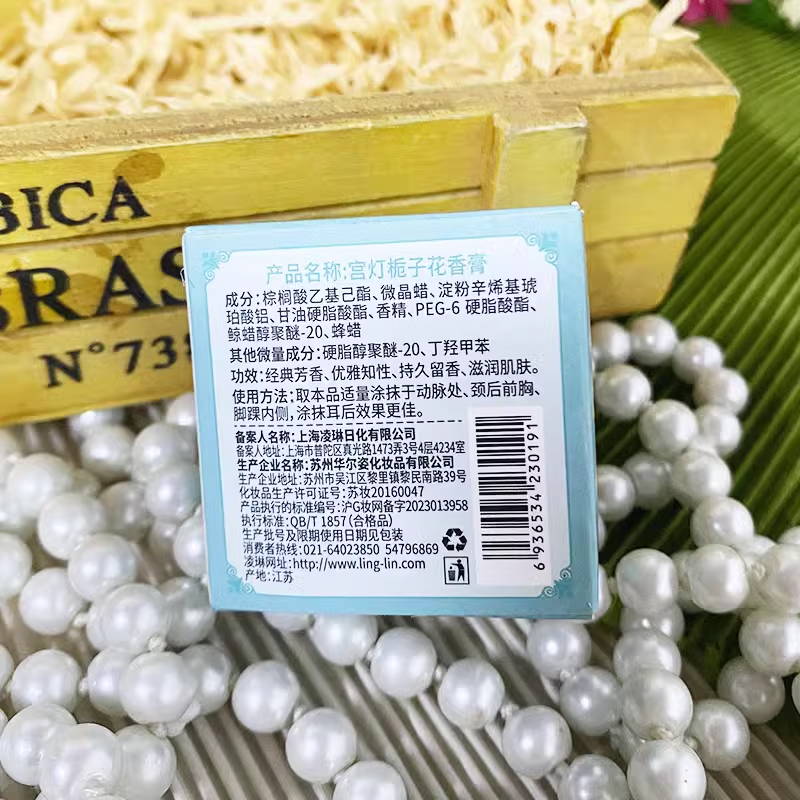 BICA
BRAS
N°73
产品名称:宫灯栀子花香膏
成分:棕榈酸乙基己酯、微晶蜡、淀粉辛烯基琥
珀酸铝、甘油硬脂酸酯、香精、PEG-6 硬脂酸酯、
鲸蜡醇聚醚-20、蜂蜡
其他微量成分:硬脂醇聚醚-20、丁羟甲苯
功效:经典芳香、优雅知性、持久留香、滋润肌肤。
使用方法:取本品适量涂抹于动脉处、颈后前胸、
脚踝内侧,涂抹耳后效果更佳。
备案人名称:上海凌琳日化有限公司
备案人地址:上海市普陀区真光路1473弄3号4层4234室
生产企业名称:苏州华尔姿化妆品有限公司
生产企业地址:苏州市吴江区黎里镇黎民南路39号
化妆品生产许可证号:苏妆20160047
产品执行的标准编号:沪G妆网备字2023013958
执行标准:QB/T 1857(合格品)
生产批号及限期使用日期见包装
消费者热线:021-64023850 54796869
凌琳网址:http://www.ling-lin.com
产地:江苏
6 936534 230191